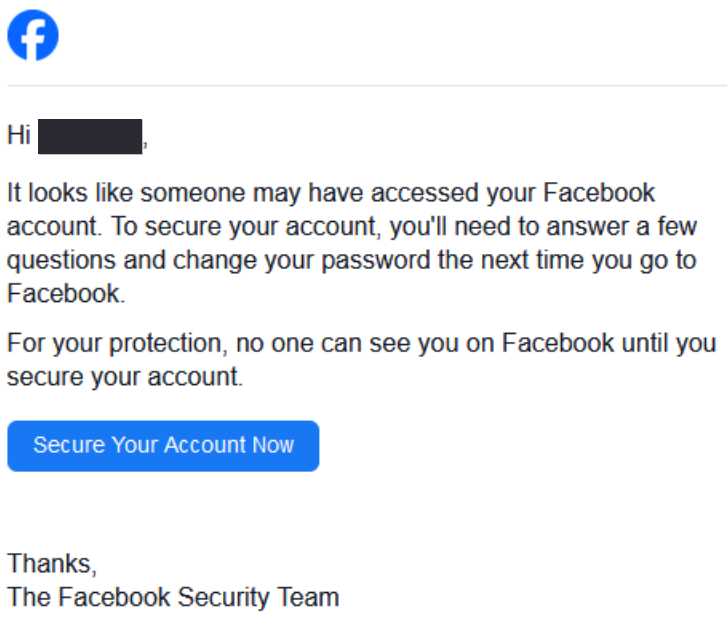 Hi ,
It looks like someone may have accessed your Facebook
account. To secure your account, you'll need to answer a few
questions and change your password the next time you go to
Facebook.
For your protection, no one can see you on Facebook until you
secure your account.
Secure Your Account Now
Thanks,
The Facebook Security Team